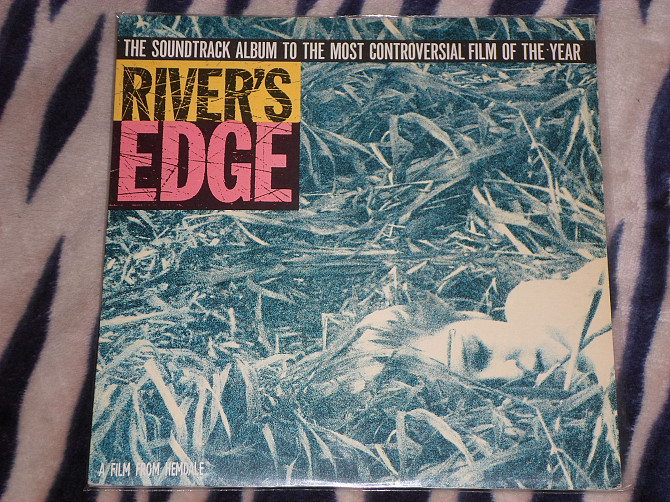 THE SOUNDTRACK ALBUM TO THE MOST CONTROVERSIAL FILM OF THE YEAR
RIVER'S
EDGE
A FILM FROM HEMDALE